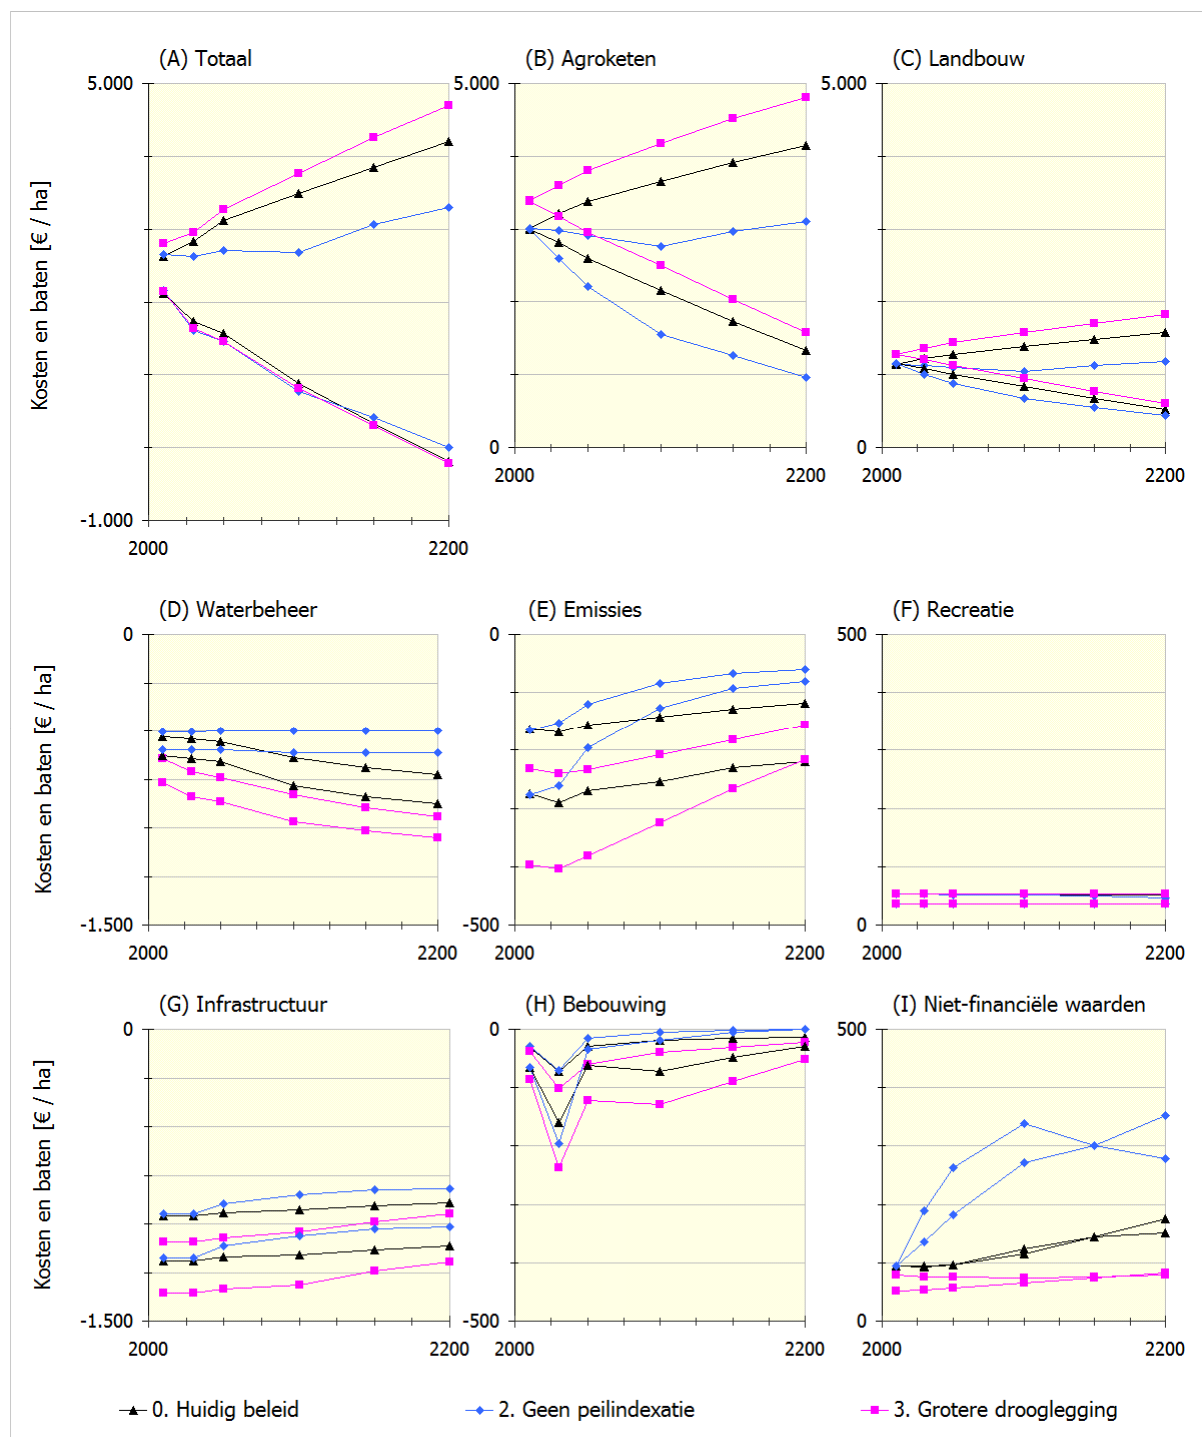 (A) Totaal
(B) Agroketen
(C) Landbouw
5.000
5.000
5.000
Kosten en baten [€ / ha]
0
0
2000
2200
2000
2200
-1.000
2000
2200
(D) Waterbeheer
(E) Emissies
(F) Recreatie
0
0
500
Kosten en baten [€ / ha]
-1.500
-500
0
2000
2200
2000
2200
2000
2200
(G) Infrastructuur
(H) Bebouwing
(I) Niet-financiële waarden
0
0
500
Kosten en baten [€ / ha]
-1.500
-500
0
2000
2200
2000
2200
2000
2200
0. Huidig beleid
2. Geen peilindexatie
3. Grotere drooglegging